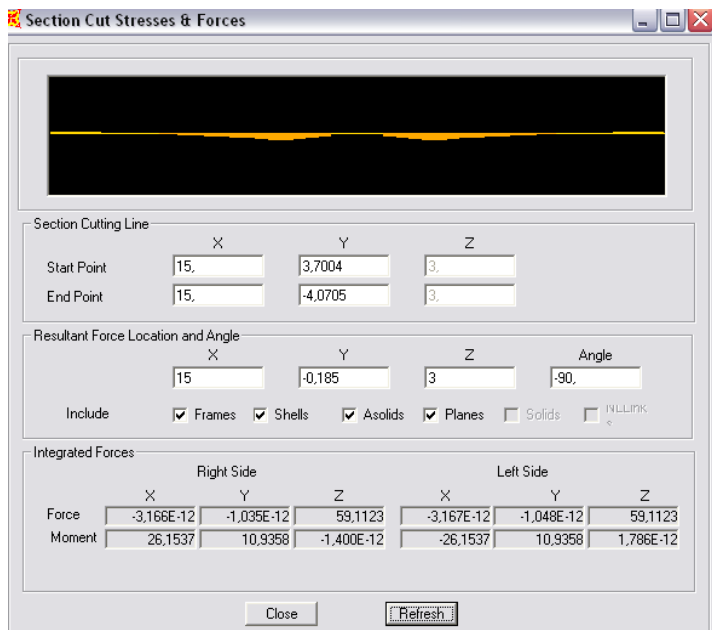 Section Cut Stresses & Forces
Section Cutting Line
X Y Z
Start Point 15, 3,7004 3,
End Point 15, -4,0705 3,
Resultant Force Location and Angle
X Y Z Angle
15 -0,185 3 -90,
Include Frames Shells Asolids Planes Solids NLLink
s
Integrated Forces
Right Side Left Side
X Y Z X Y Z
Force -3,166E-12 -1,035E-12 59,1123 -3,167E-12 -1,048E-12 59,1123
Moment 26,1537 10,9358 -1,400E-12 -26,1537 10,9358 1,786E-12
Close Refresh